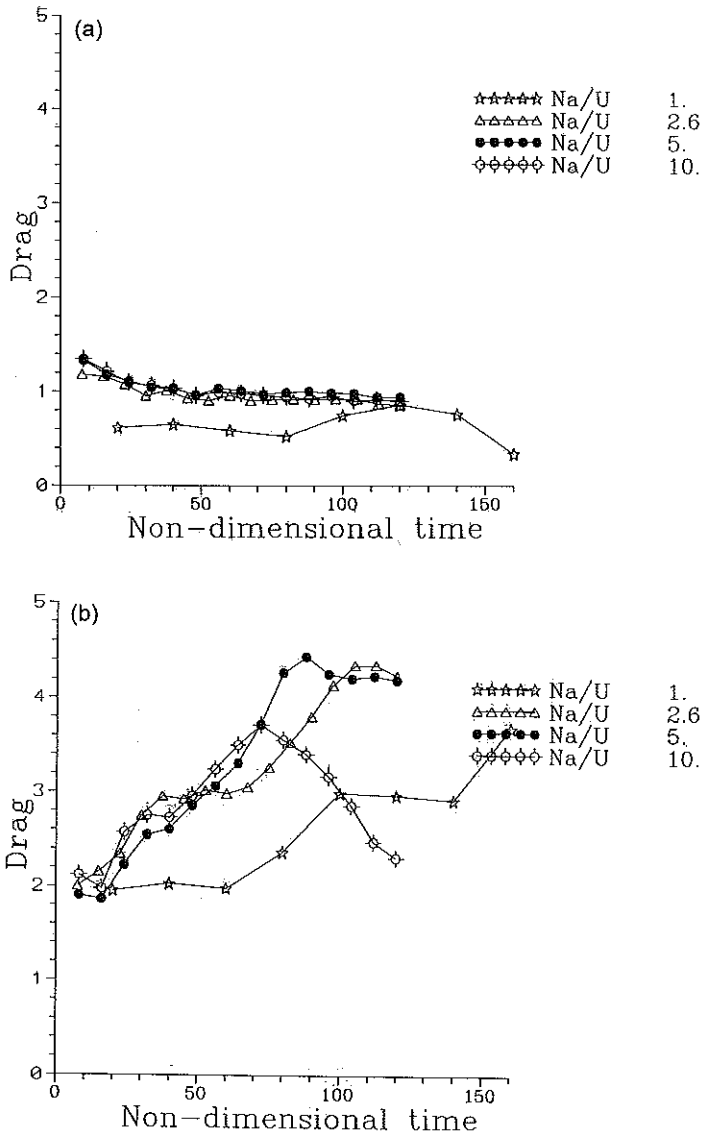 (a)
5
4
3
2
1
0
Drag
0
50
100
150
Non-dimensional time
Na/U 1.
Na/U 2.6
Na/U 5.
Na/U 10.
(b)
5
4
3
2
1
0
Drag
0
50
100
150
Non-dimensional time
Na/U 1.
Na/U 2.6
Na/U 5.
Na/U 10.